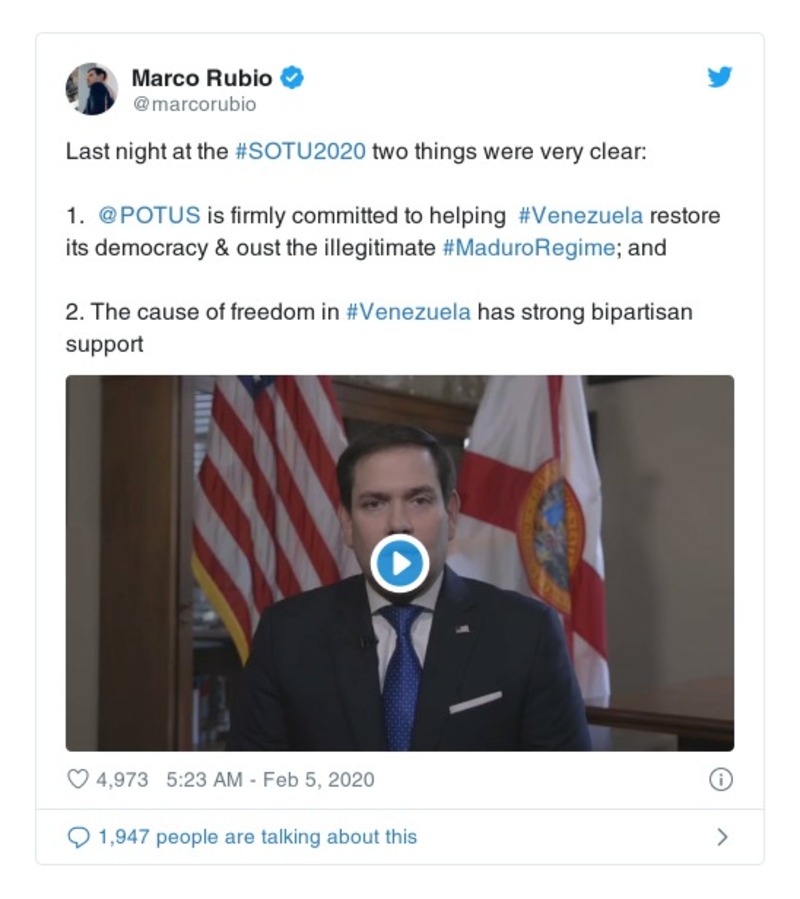 Marco Rubio
@marcorubio
Last night at the #SOTU2020 two things were very clear:
1. @POTUS is firmly committed to helping #Venezuela restore
its democracy & oust the illegitimate #MaduroRegime; and
2. The cause of freedom in #Venezuela has strong bipartisan
support
4,973 5:23 AM - Feb 5, 2020
1,947 people are talking about this